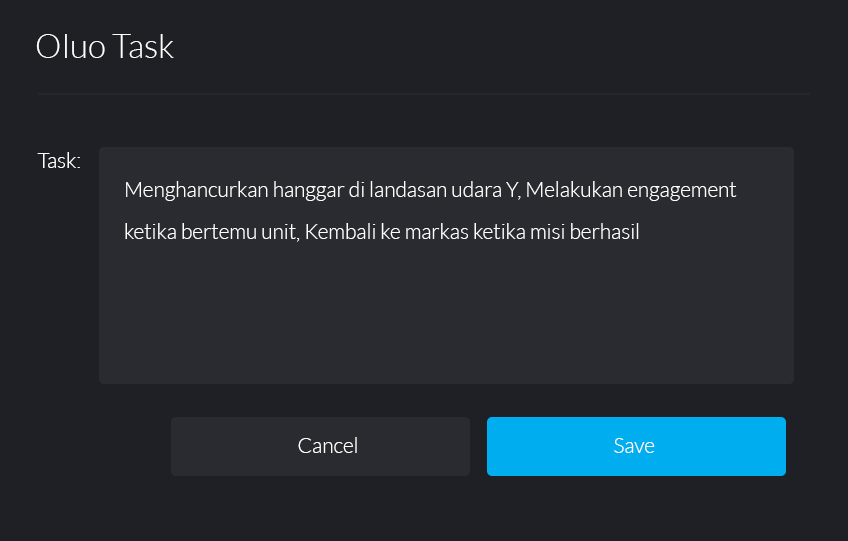 Oluo Task
Task:
Menghancurkan hanggar di landasan udara Y, Melakukan engagement
ketika bertemu unit, Kembali ke markas ketika misi berhasil
Cancel
Save